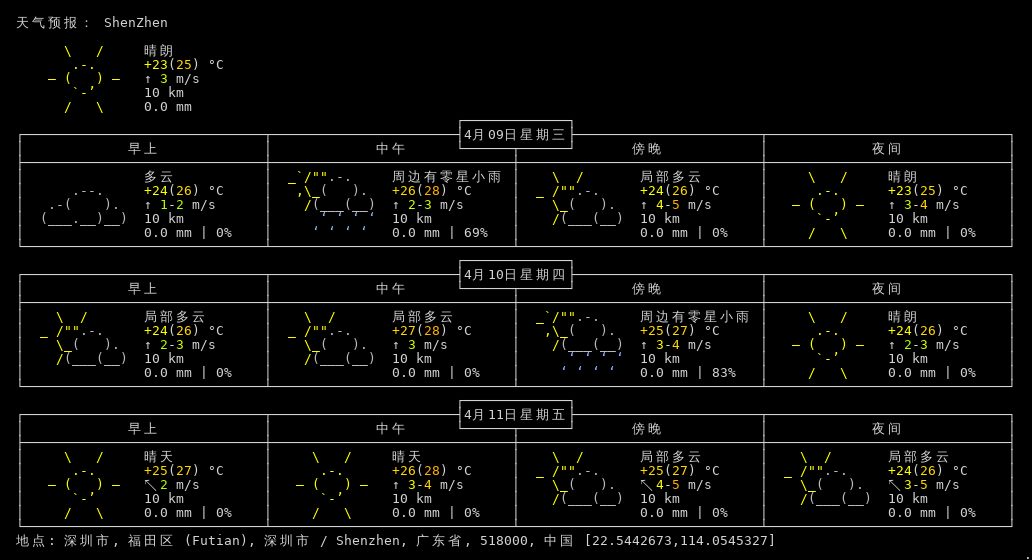 天气预报： ShenZhen
晴朗
+23(25) °C
↑ 3 m/s
10 km
0.0 mm
4月09日星期三
早上 中午 傍晚 夜间
多云 周边有零星小雨 局部多云 晴朗
+24(26) °C +26(28) °C +24(26) °C +23(25) °C
↑ 1-2 m/s ↑ 2-3 m/s ↑ 4-5 m/s ↑ 3-4 m/s
10 km 10 km 10 km 10 km
0.0 mm | 0% 0.0 mm | 69% 0.0 mm | 0% 0.0 mm | 0%
4月10日星期四
早上 中午 傍晚 夜间
局部多云 局部多云 周边有零星小雨 晴朗
+24(26) °C +27(28) °C +25(27) °C +24(26) °C
↑ 2-3 m/s ↑ 3 m/s ↑ 3-4 m/s ↑ 2-3 m/s
10 km 10 km 10 km 10 km
0.0 mm | 0% 0.0 mm | 0% 0.0 mm | 83% 0.0 mm | 0%
4月11日星期五
早上 中午 傍晚 夜间
晴天 晴天 局部多云 局部多云
+25(27) °C +26(28) °C +25(27) °C +24(26) °C
↖ 2 m/s ↑ 3-4 m/s ↖ 4-5 m/s ↖ 3-5 m/s
10 km 10 km 10 km 10 km
0.0 mm | 0% 0.0 mm | 0% 0.0 mm | 0% 0.0 mm | 0%
地点: 深圳市, 福田区 (Futian), 深圳市 / Shenzhen, 广东省, 518000, 中国 [22.5442673,114.0545327]